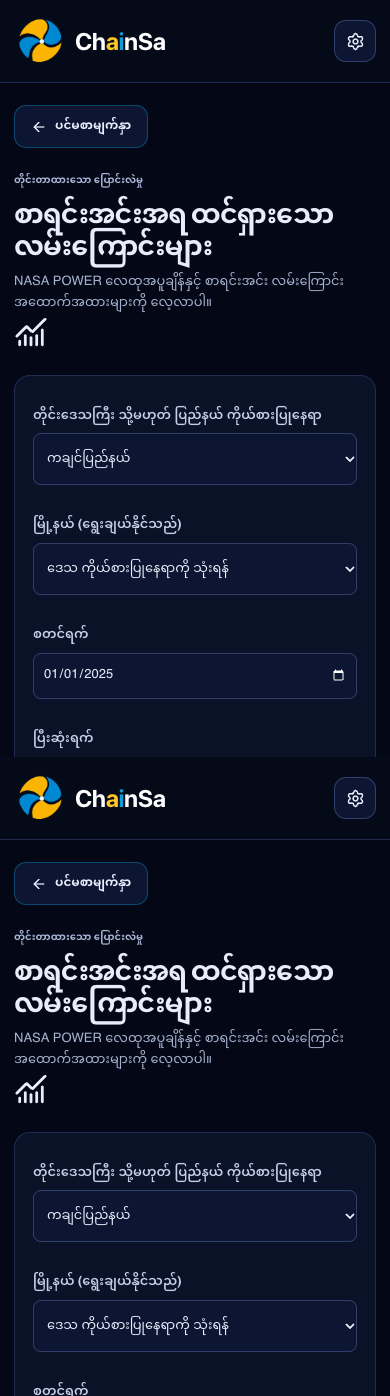 ChainSa
← ပင်မစာမျက်နှာ
တိုင်းတာထားသော ပြောင်းလဲမှု
စာရင်းအင်းအရ ထင်ရှားသော
လမ်းကြောင်းများ
NASA POWER လေထုအပူချိန်နှင့် စာရင်းအင်း လမ်းကြောင်း
အထောက်အထားများကို လေ့လာပါ။
တိုင်းဒေသကြီး သို့မဟုတ် ပြည်နယ် ကိုယ်စားပြုနေရာ
ကချင်ပြည်နယ်
မြို့နယ် (ရွေးချယ်နိုင်သည်)
ဒေသ ကိုယ်စားပြုနေရာကို သုံးရန်
စတင်ရက်
01/01/2025
ပြီးဆုံးရက်
ChainSa
← ပင်မစာမျက်နှာ
တိုင်းတာထားသော ပြောင်းလဲမှု
စာရင်းအင်းအရ ထင်ရှားသော
လမ်းကြောင်းများ
NASA POWER လေထုအပူချိန်နှင့် စာရင်းအင်း လမ်းကြောင်း
အထောက်အထားများကို လေ့လာပါ။
တိုင်းဒေသကြီး သို့မဟုတ် ပြည်နယ် ကိုယ်စားပြုနေရာ
ကချင်ပြည်နယ်
မြို့နယ် (ရွေးချယ်နိုင်သည်)
ဒေသ ကိုယ်စားပြုနေရာကို သုံးရန်
စတင်ရက်